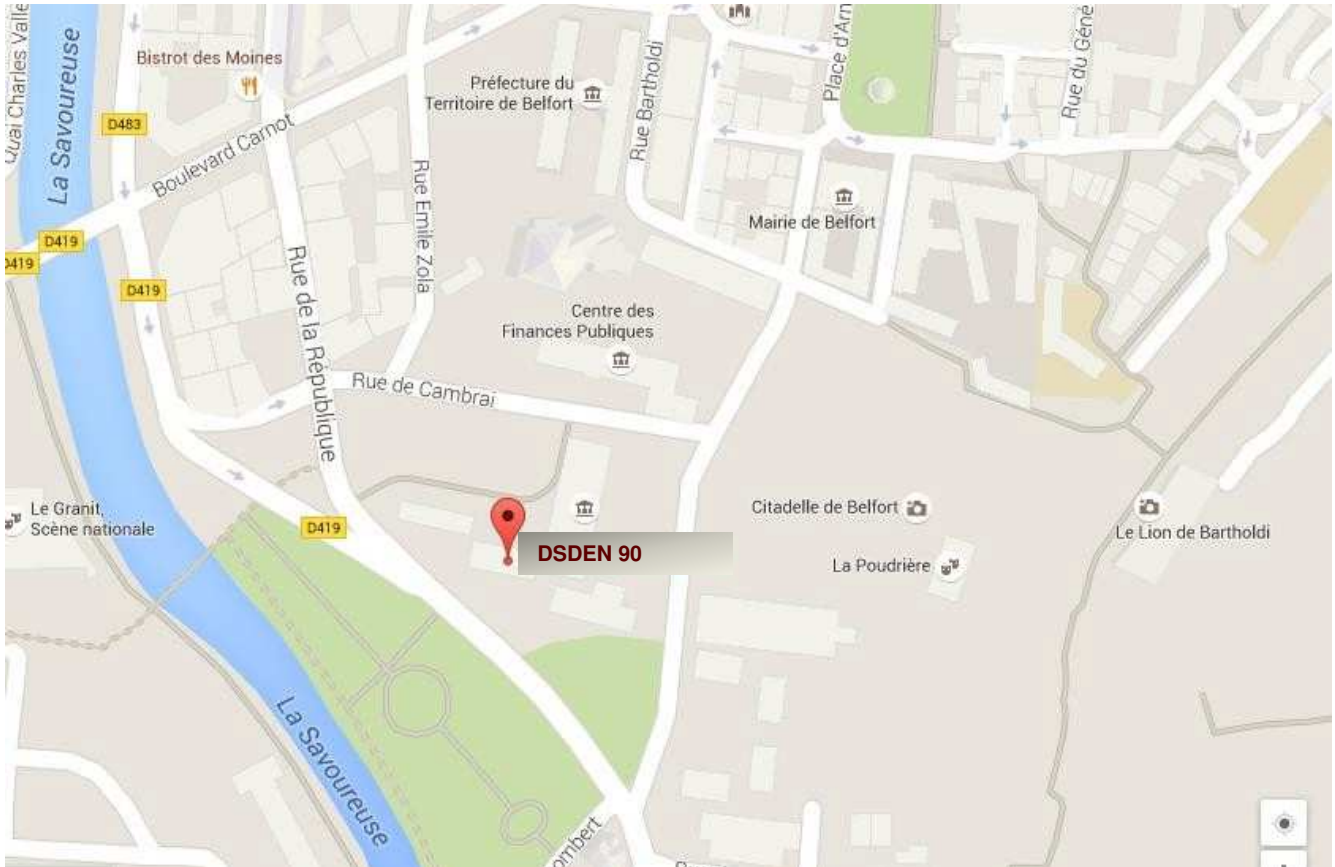 Quai Charles Valle
La Savoureuse
Bistrot des Moines
D483
Boulevard Carnot
Préfecture du
Territoire de Belfort
Rue Bartholdi
Place d'Arm
Rue du Géné
Rue Emile Zola
Mairie de Belfort
D419
D419
D419
Rue de la République
Centre des
Finances Publiques
Rue de Cambrai
Le Granit,
Scène nationale
D419
DSDEN 90
Citadelle de Belfort
La Poudrière
Le Lion de Bartholdi
La Savoureuse
ombert